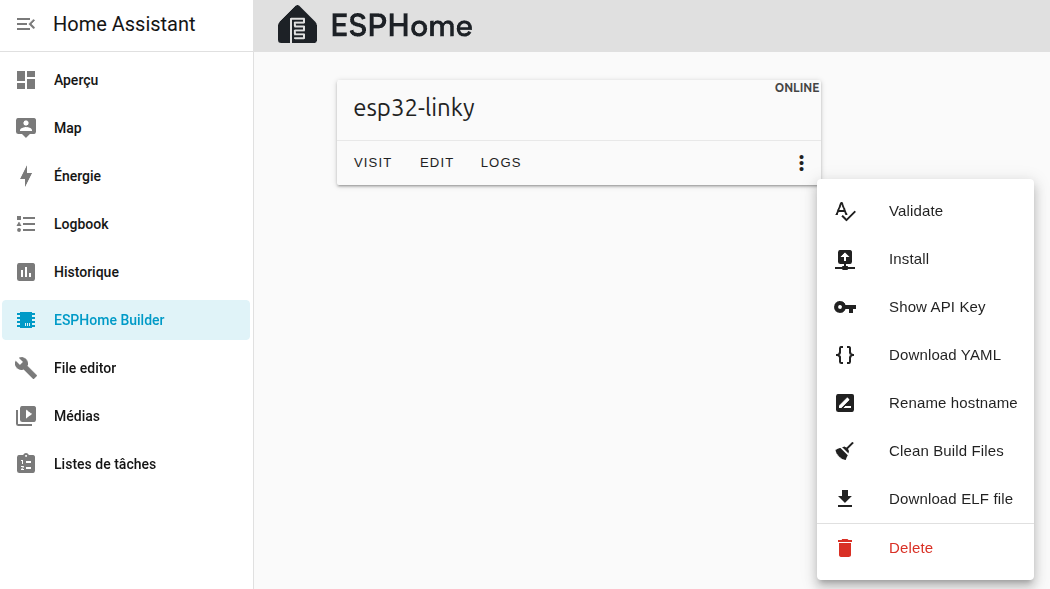 Home Assistant
Aperçu
Map
Énergie
Logbook
Historique
ESPHome Builder
File editor
Médias
Listes de tâches
ESPHome
ONLINE
esp32-linky
VISIT EDIT LOGS
Validate
Install
Show API Key
Download YAML
Rename hostname
Clean Build Files
Download ELF file
Delete